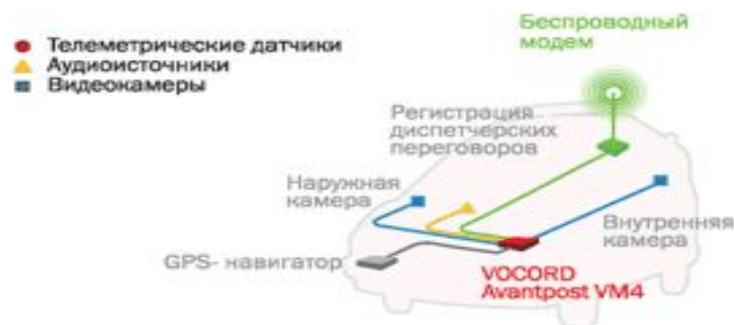 Беспроводный
модем
Телеметрические датчики
Аудиоисточники
Видеокамеры
Регистрация
диспетчерских
переговоров
Наружная
камера
Внутренняя
камера
GPS- навигатор
VOCORD
Avantpost VM4